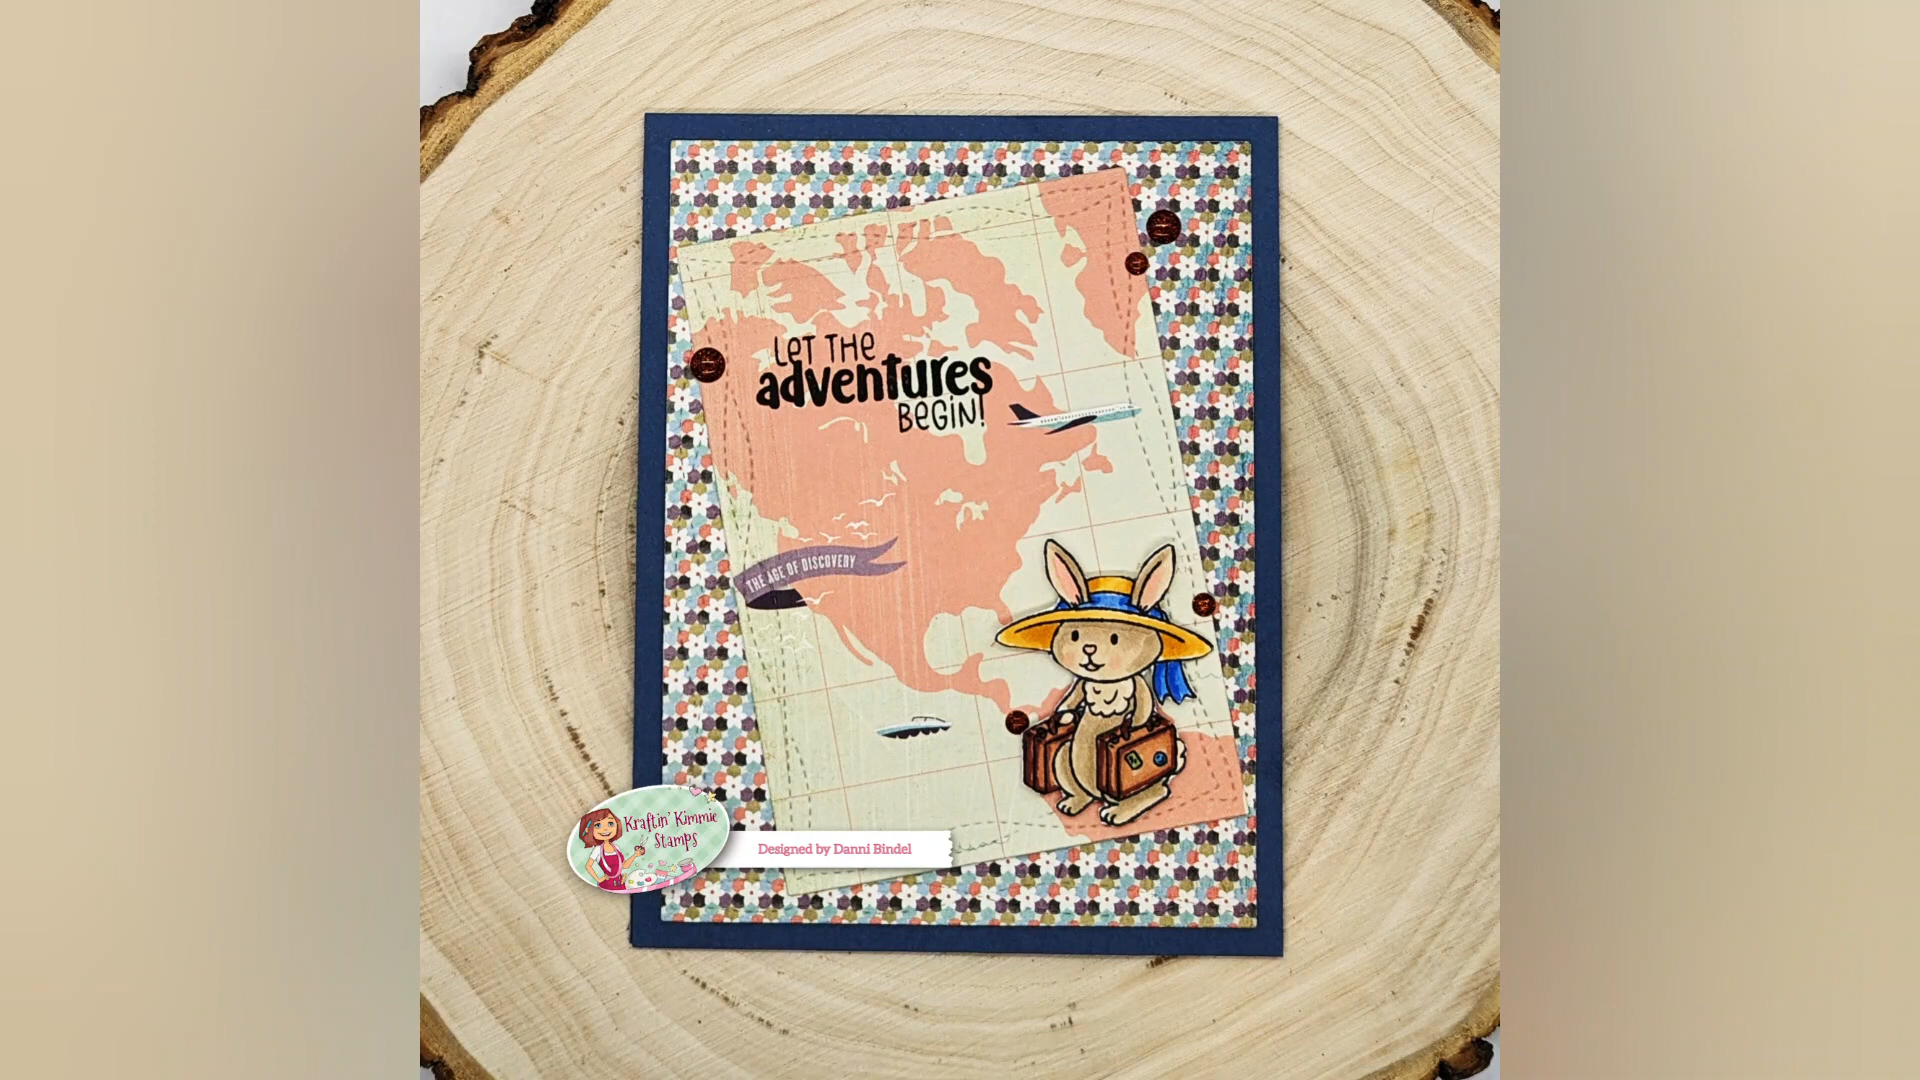 LET THE
adventures
BEGIN!
THE AGE OF DISCOVERY
Kraftin' Kimmie
Stamps
Designed by Danni Bindel